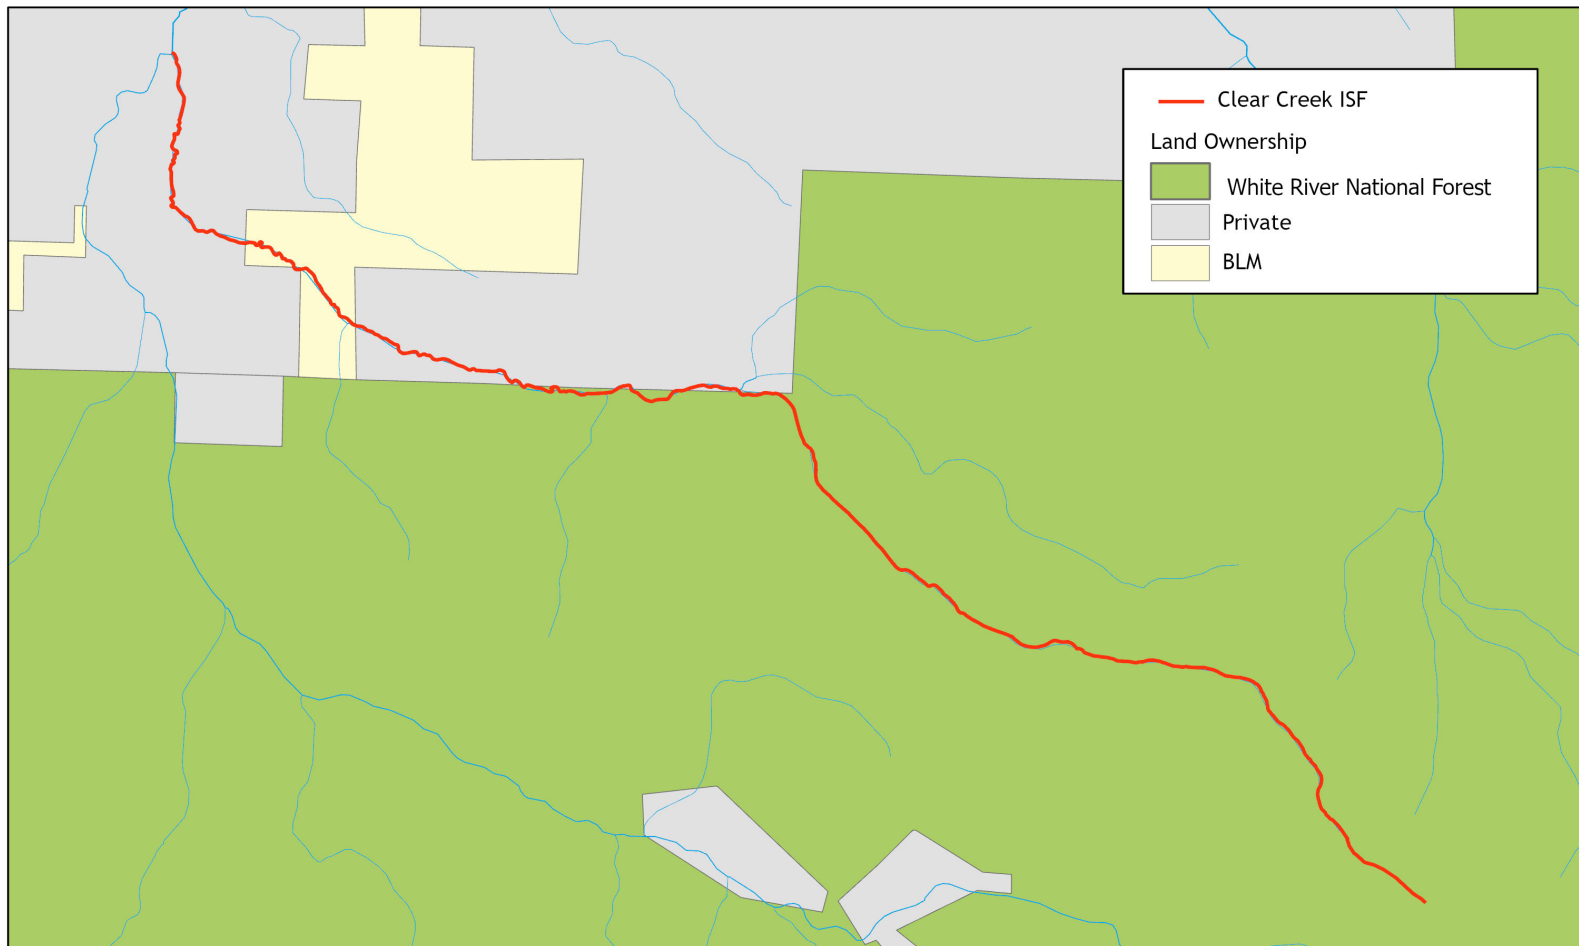 Clear Creek ISF
Land Ownership
White River National Forest
Private
BLM